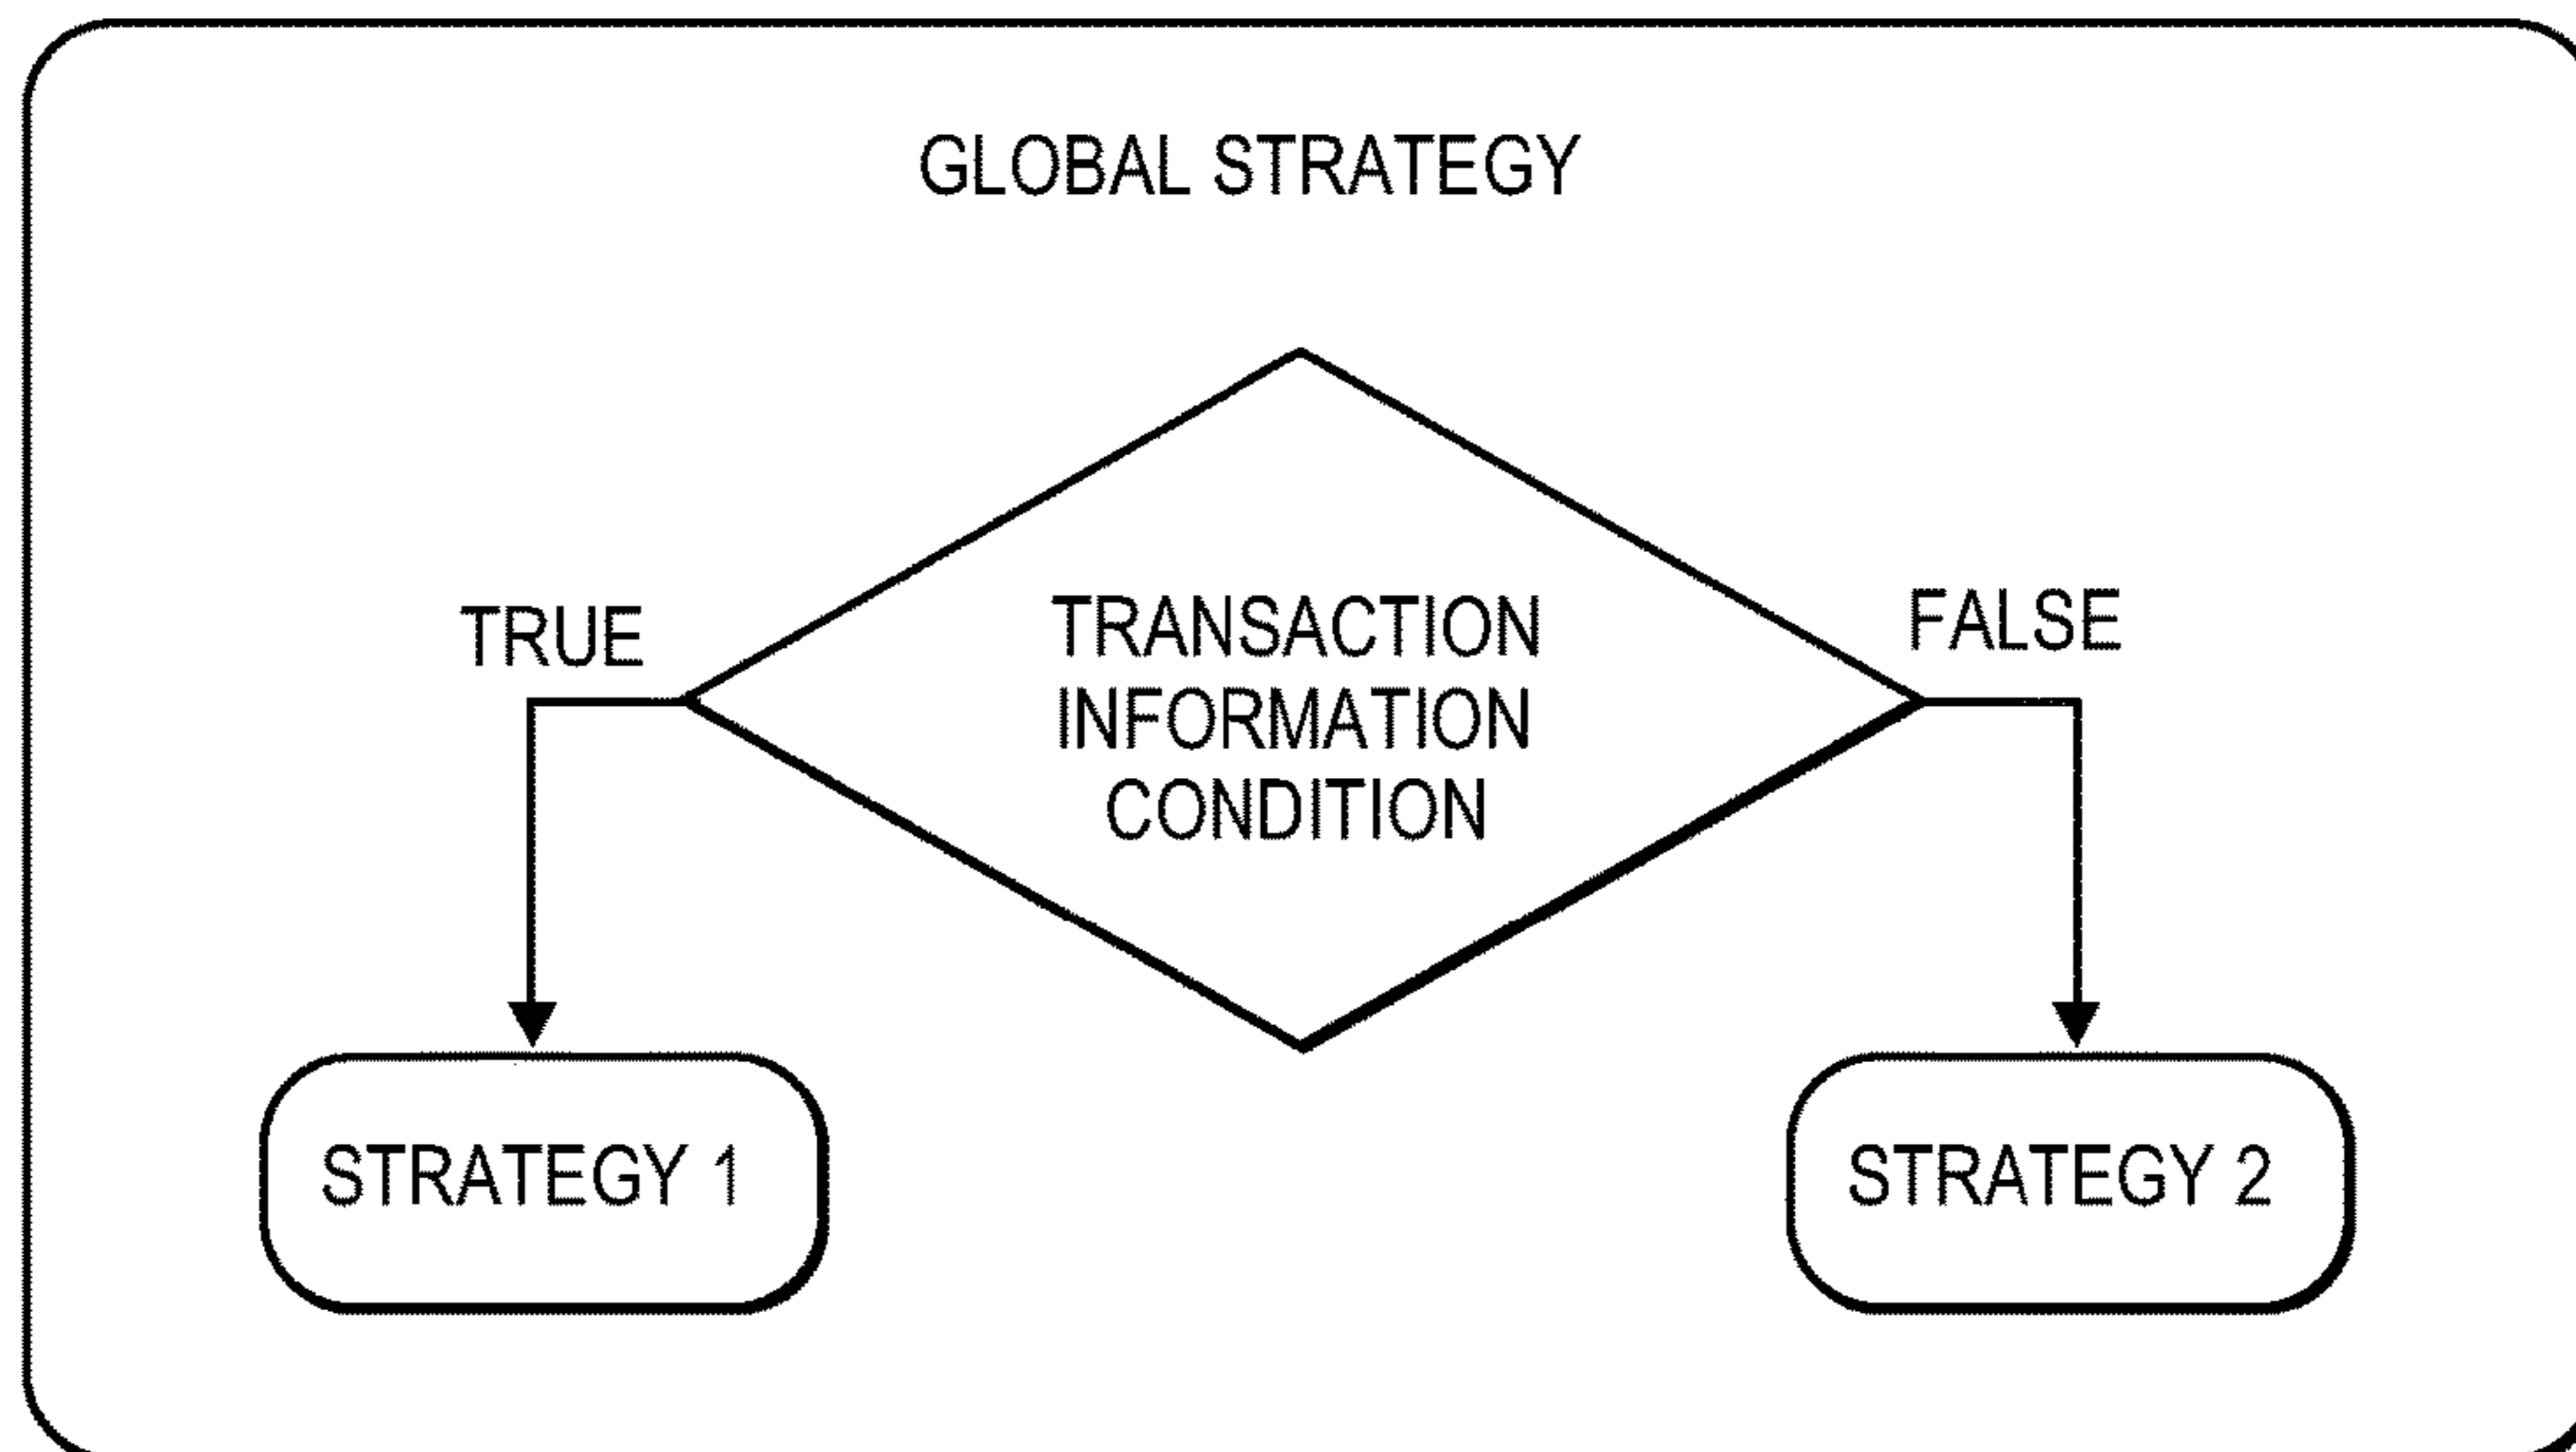 GLOBAL STRATEGY
TRUE
TRANSACTION
INFORMATION
CONDITION
FALSE
STRATEGY 1
STRATEGY 2